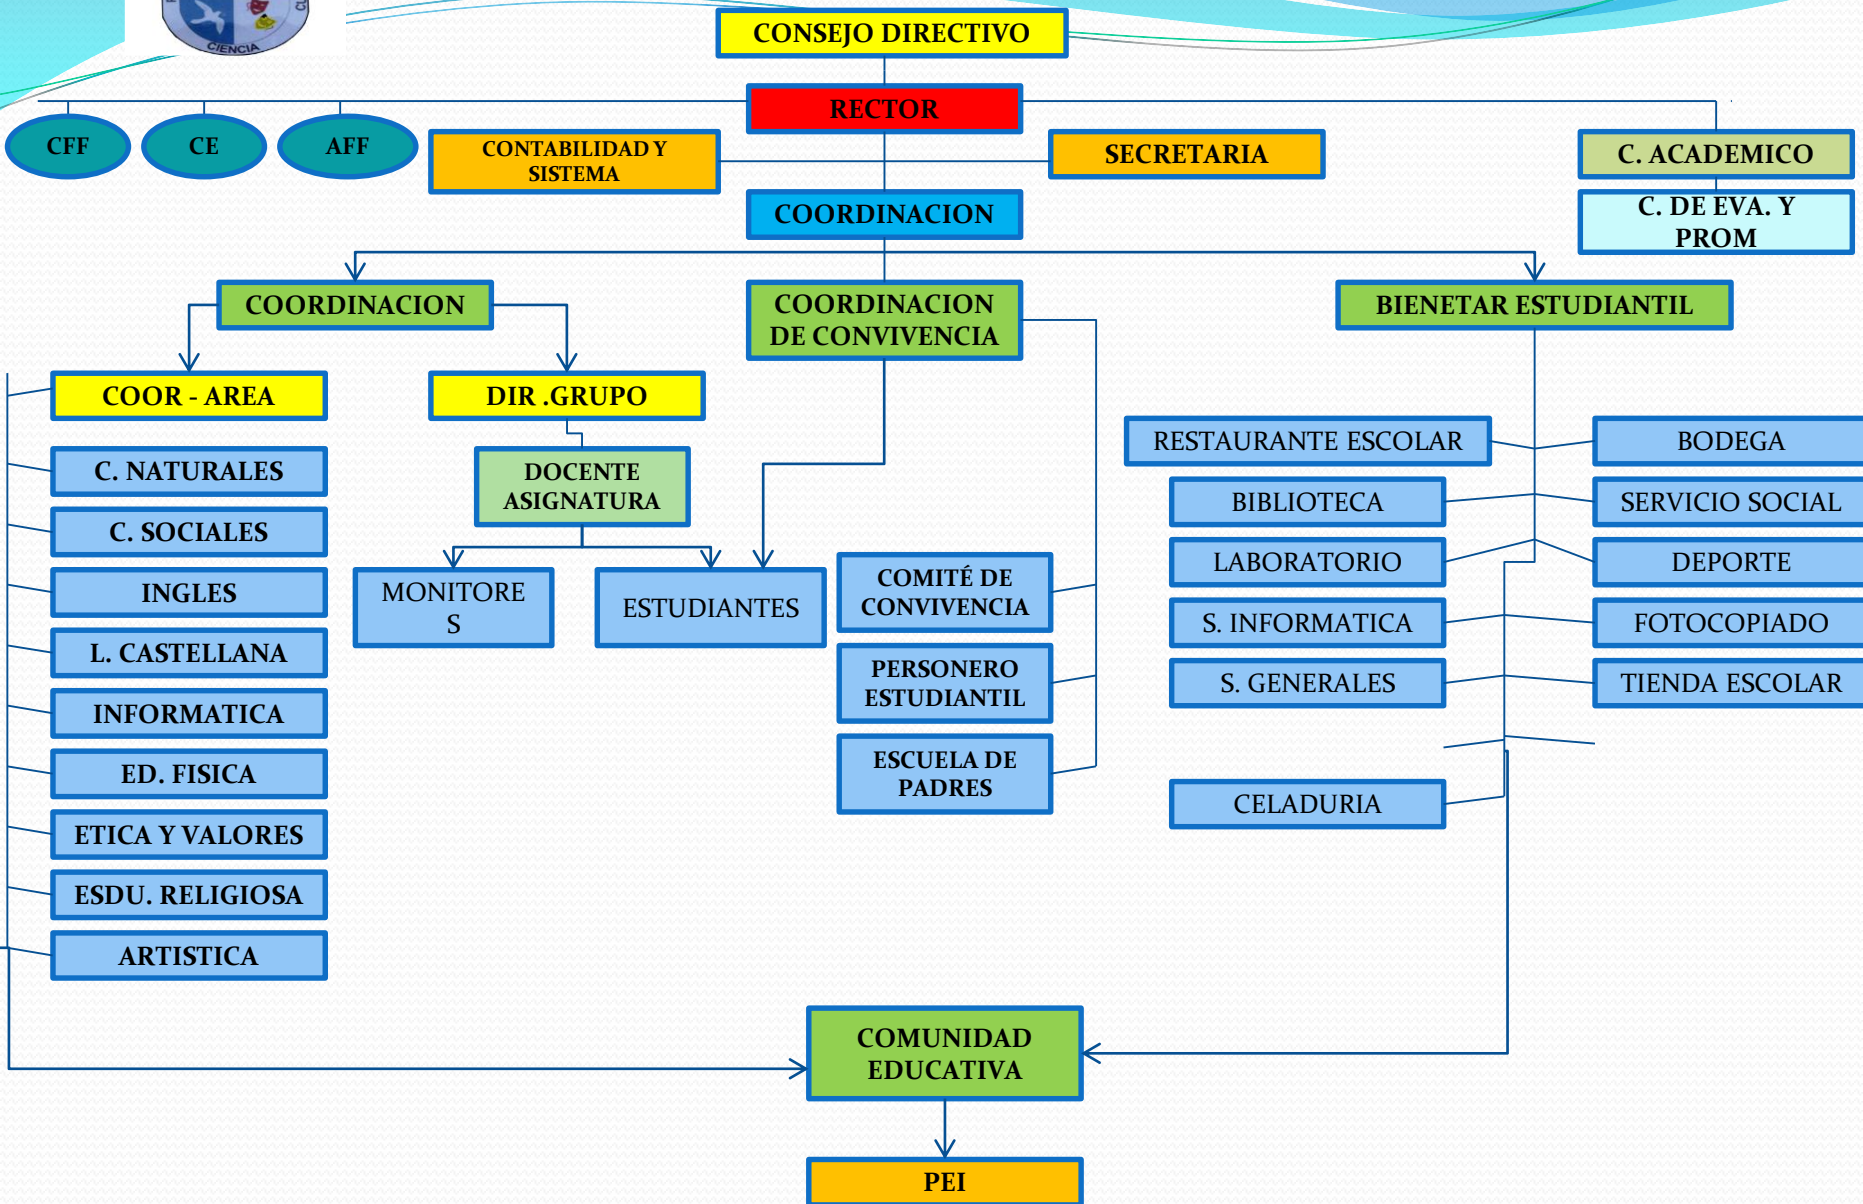 CIENCIA
CONSEJO DIRECTIVO
RECTOR
CFF
CE
AFF
CONTABILIDAD Y
SISTEMA
SECRETARIA
C. ACADEMICO
C. DE EVA. Y
PROM
COORDINACION
COORDINACION
COORDINACION
DE CONVIVENCIA
BIENETAR ESTUDIANTIL
COOR - AREA
C. NATURALES
C. SOCIALES
INGLES
L. CASTELLANA
INFORMATICA
ED. FISICA
ETICA Y VALORES
ESDU. RELIGIOSA
ARTISTICA
DIR .GRUPO
DOCENTE
ASIGNATURA
MONITORE
S
ESTUDIANTES
COMITÉ DE
CONVIVENCIA
PERSONERO
ESTUDIANTIL
ESCUELA DE
PADRES
RESTAURANTE ESCOLAR
BIBLIOTECA
LABORATORIO
S. INFORMATICA
S. GENERALES
CELADURIA
BODEGA
SERVICIO SOCIAL
DEPORTE
FOTOCOPIADO
TIENDA ESCOLAR
COMUNIDAD
EDUCATIVA
PEI